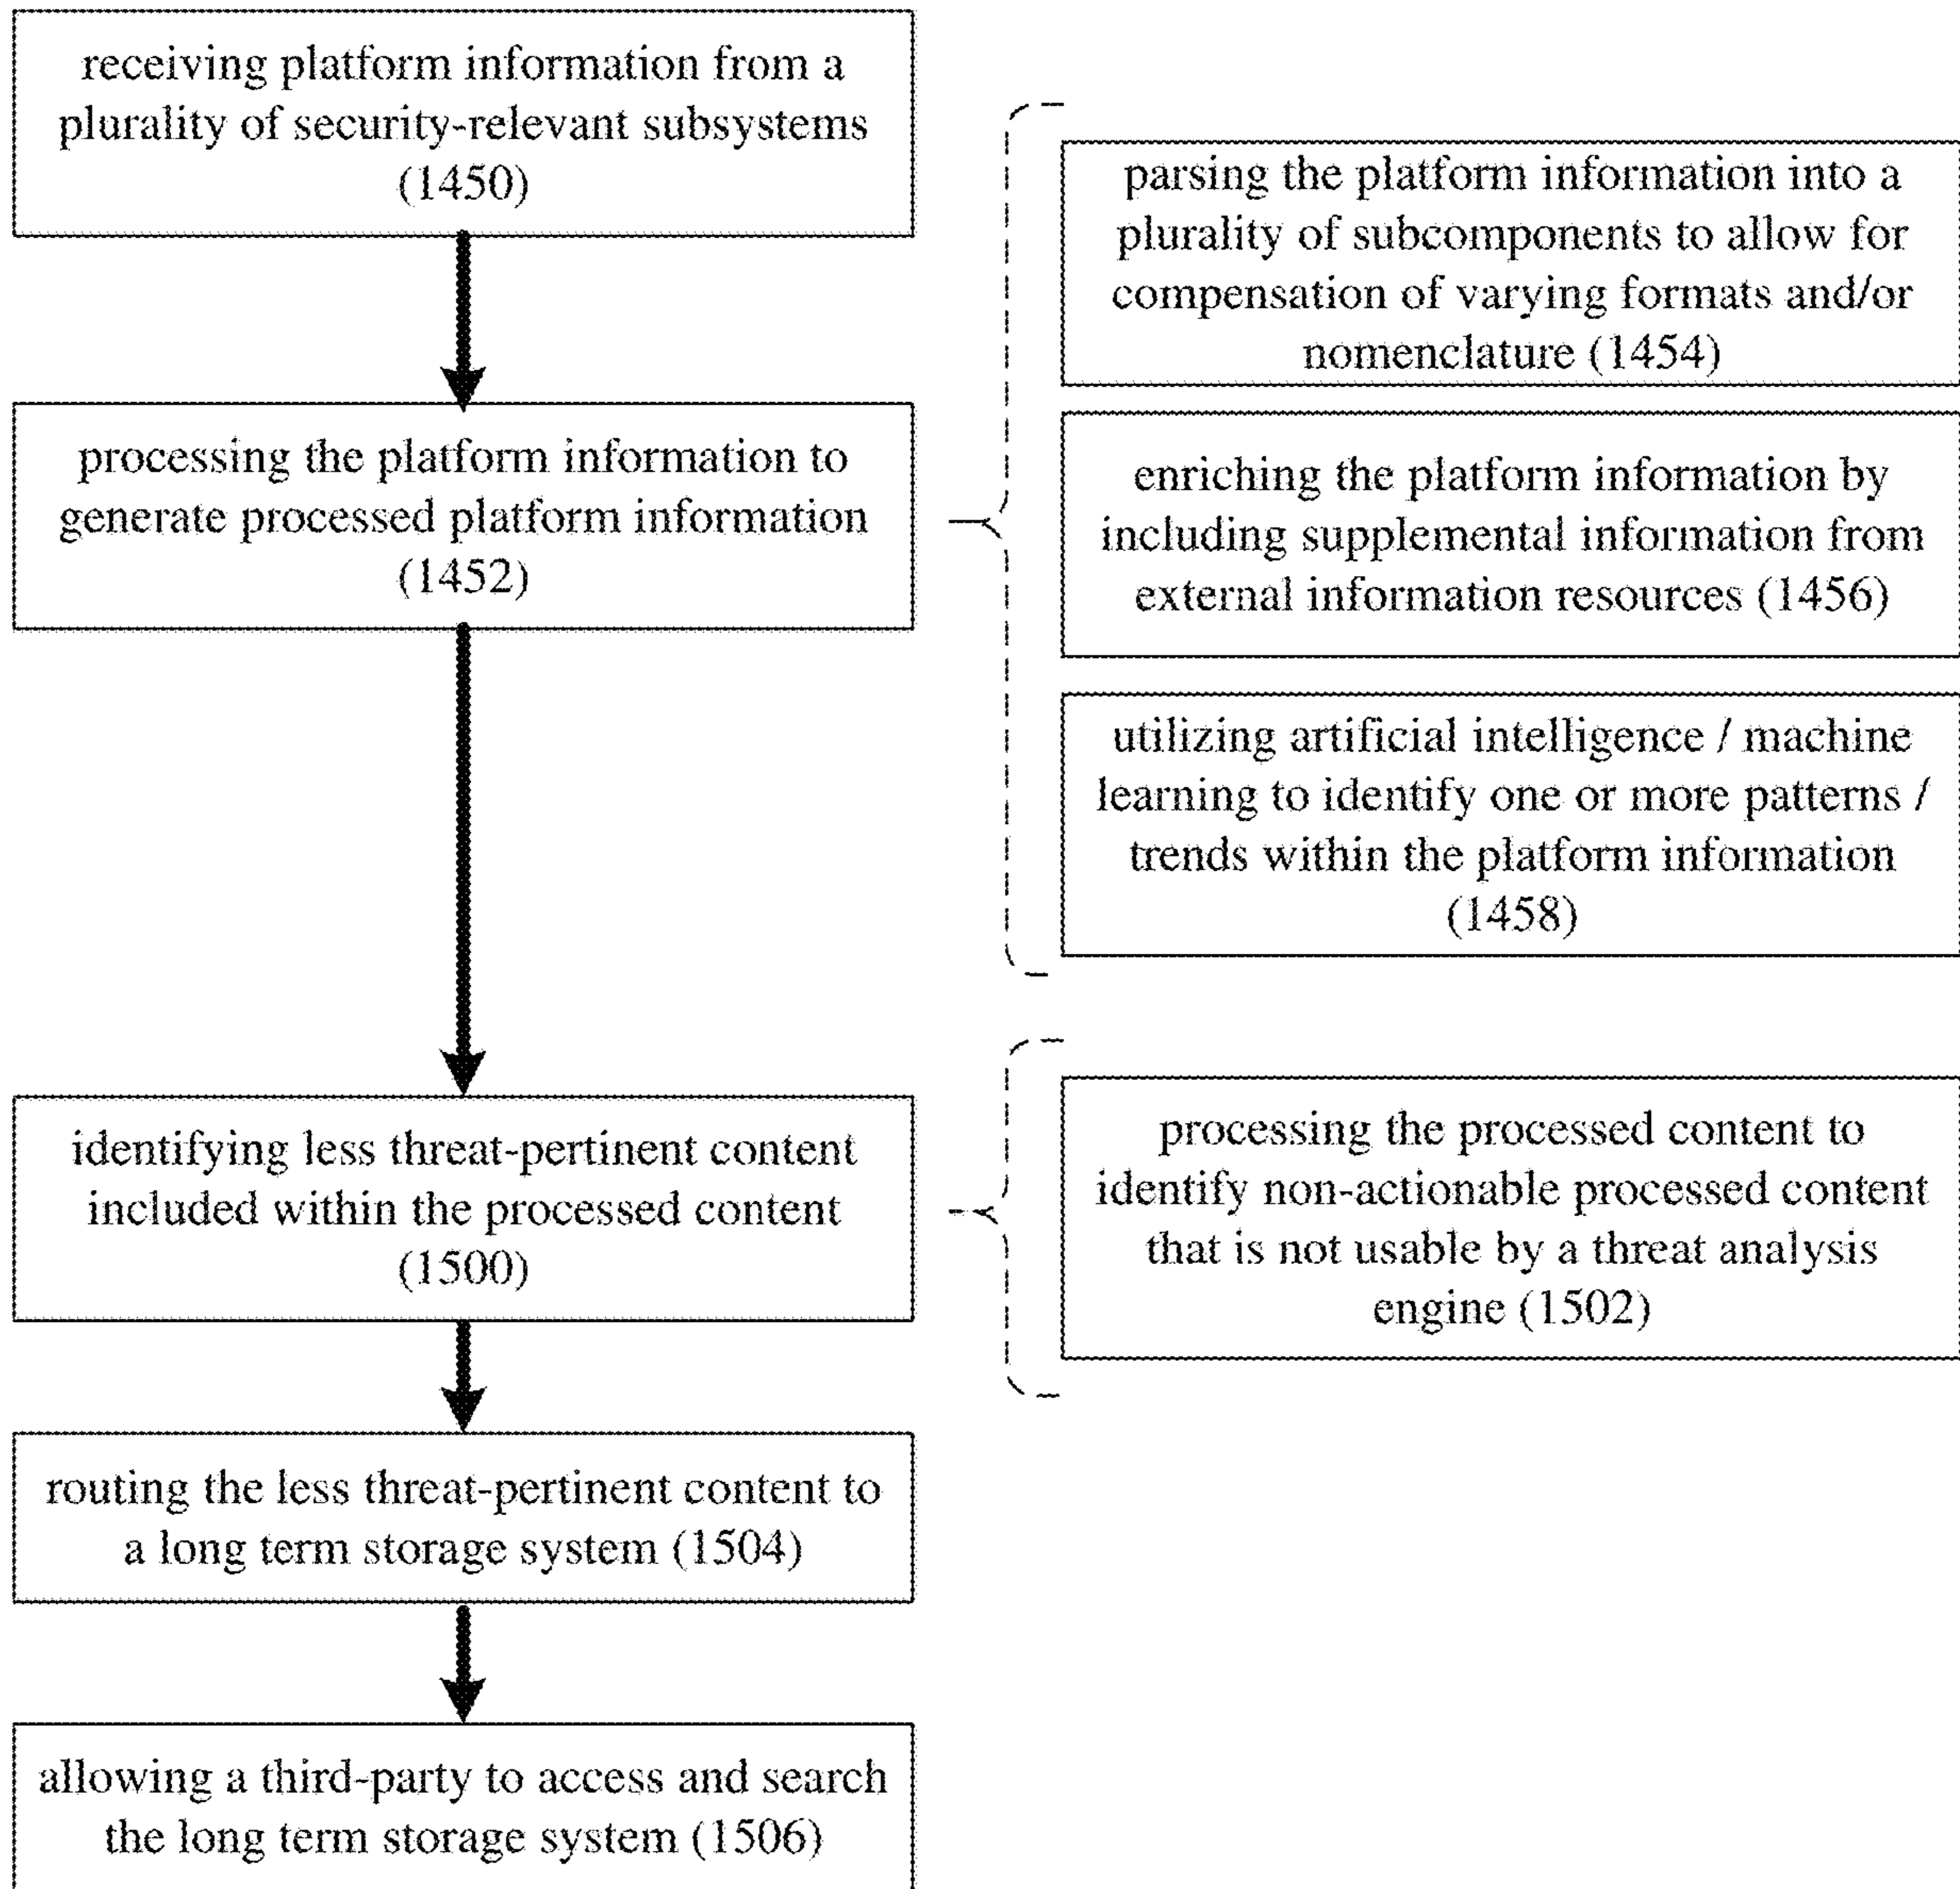 receiving platform information from a
plurality of security-relevant subsystems
(1450)
processing the platform information to
generate processed platform information
(1452)
parsing the platform information into a
plurality of subcomponents to allow for
compensation of varying formats and/or
nomenclature (1454)
enriching the platform information by
including supplemental information from
external information resources (1456)
utilizing artificial intelligence / machine
learning to identify one or more patterns /
trends within the platform information
(1458)
identifying less threat-pertinent content
included within the processed content
(1500)
processing the processed content to
identify non-actionable processed content
that is not usable by a threat analysis
engine (1502)
routing the less threat-pertinent content to
a long term storage system (1504)
allowing a third-party to access and search
the long term storage system (1506)